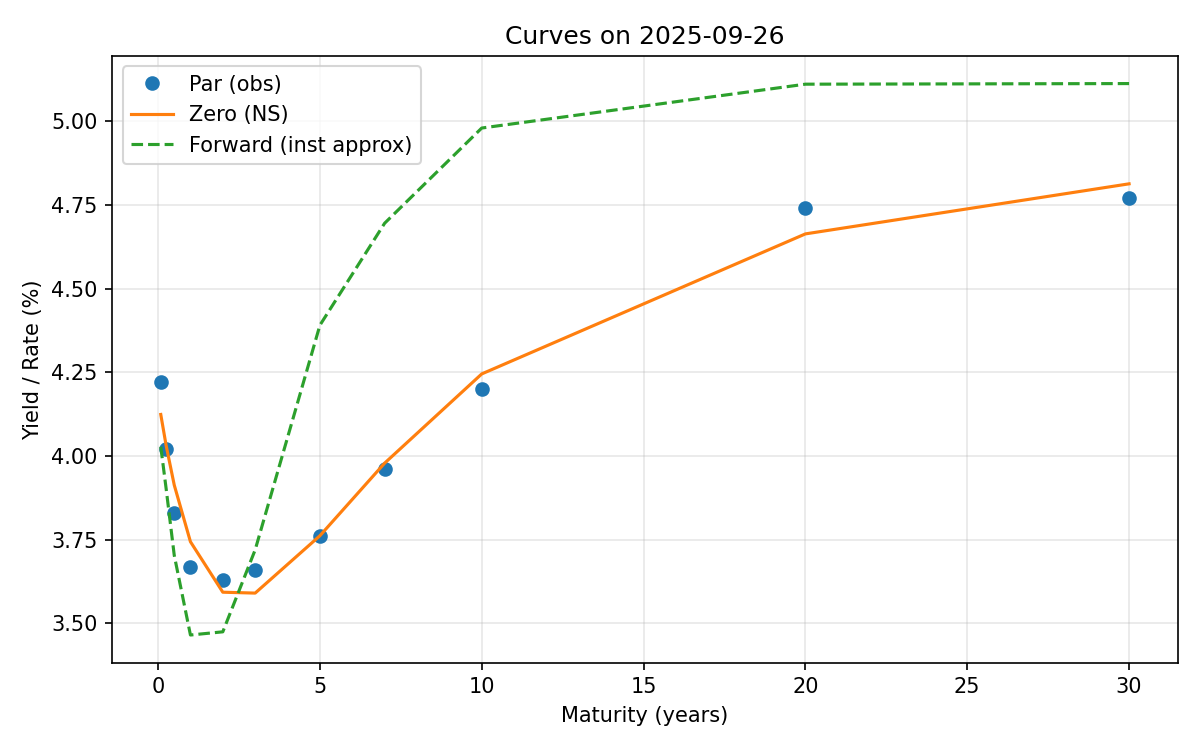 Curves on 2025-09-26
Par (obs)
Zero (NS)
Forward (inst approx)
Yield / Rate (%)
5.00
4.75
4.50
4.25
4.00
3.75
3.50
0 5 10 15 20 25 30
Maturity (years)